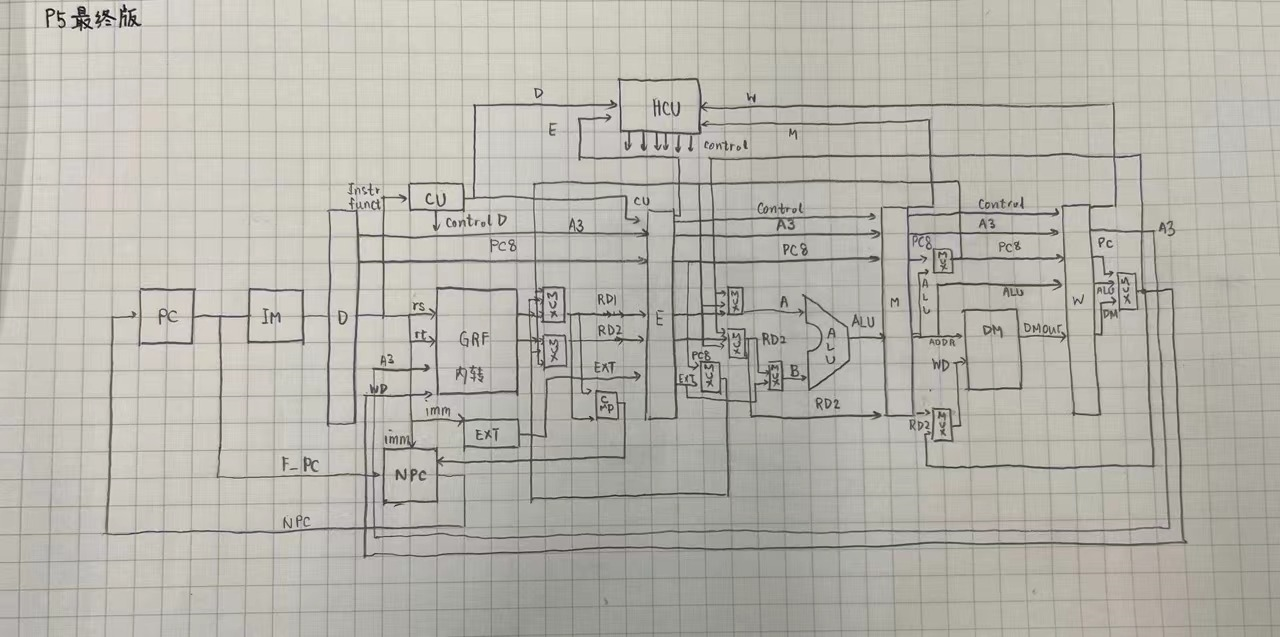 P5最终版
D
HCU
W
E
M
control
Instr
funct
CU
control D
CU
A3
PC8
Control
A3
PC8
Control
A3
PC8
PC8
MUX
ALU
ALU
PC
ALU
DM
MUX
A3
PC
IM
D
rs
rt
GRF
内转
A3
WD
MUX
MUX
RD1
RD2
EXT
CMP
E
MUX
MUX
RD2
PC8
EXT
MUX
MUX
A
B
ALU
ALU
RD2
M
ADDR
WD
DM
DMOUT
RD2
MUX
W
imm
EXT
imm
NPC
F_PC
NPC